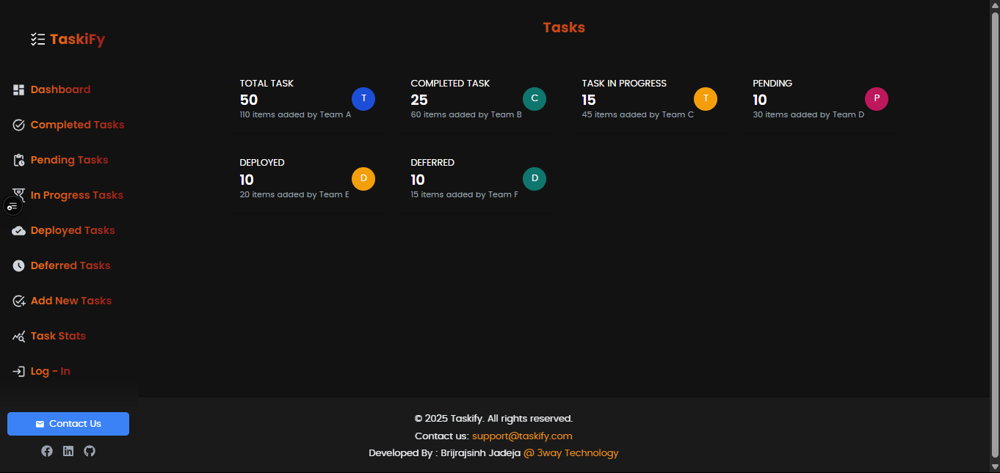 TaskiFy
Dashboard
Completed Tasks
Pending Tasks
In Progress Tasks
Deployed Tasks
Deferred Tasks
Add New Tasks
Task Stats
Log - In
Contact Us
Tasks
TOTAL TASK
50
110 items added by Team A
T
COMPLETED TASK
25
60 items added by Team B
C
TASK IN PROGRESS
15
45 items added by Team C
T
PENDING
10
30 items added by Team D
P
DEPLOYED
10
20 items added by Team E
D
DEFERRED
10
15 items added by Team F
D
© 2025 Taskify. All rights reserved.
Contact us: support@taskify.com
Developed By : Brijrajsinh Jadeja @ 3way Technology